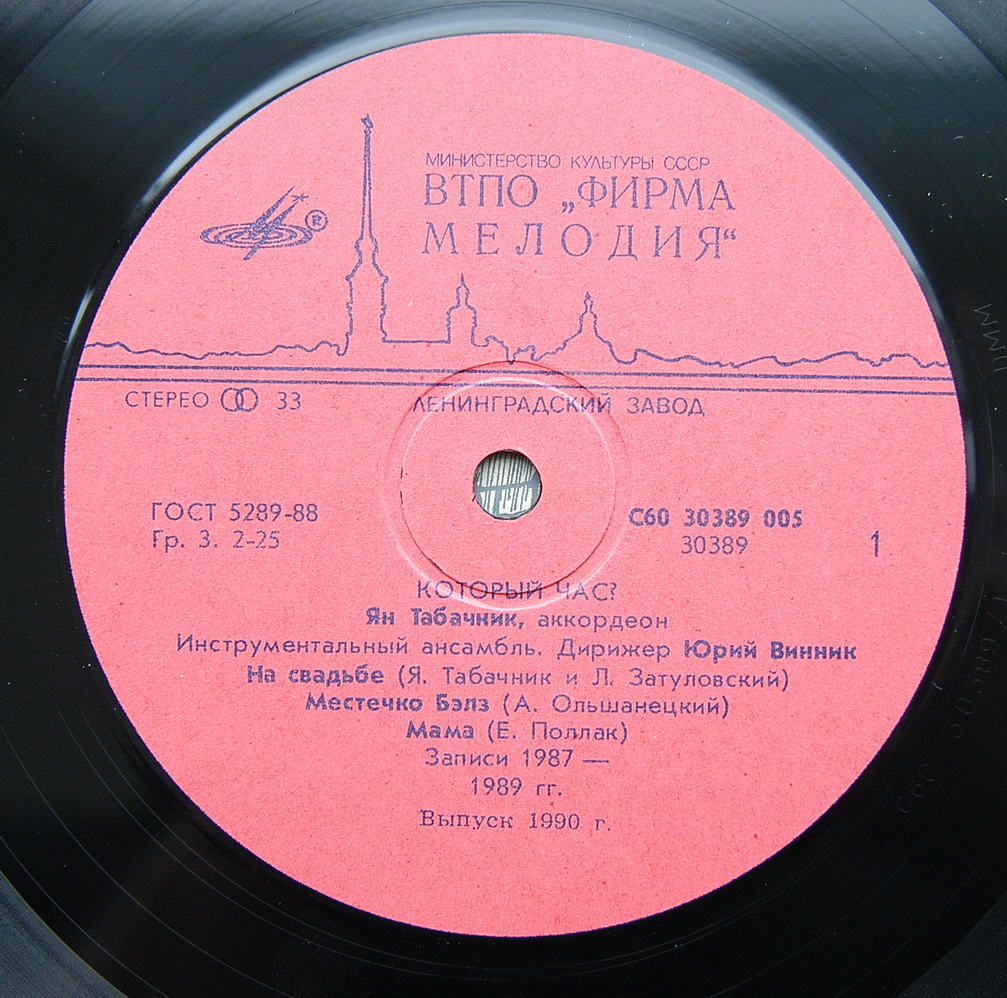 МИНИСТЕРСТВО КУЛЬТУРЫ СССР
ВТПО „ФИРМА
МЕЛОДИЯ“
®
СТЕРЕО 33
ЛЕНИНГРАДСКИЙ ЗАВОД
ГОСТ 5289-88
Гр. 3. 2-25
С60 30389 005
30389
1
КОТОРЫЙ ЧАС?
Ян Табачник, аккордеон
Инструментальный ансамбль. Дирижер Юрий Винник
На свадьбе (Я. Табачник и Л. Затуловский)
Местечко Бэлз (А. Ольшанецкий)
Мама (Е. Поллак)
Записи 1987 —
1989 гг.
Выпуск 1990 г.